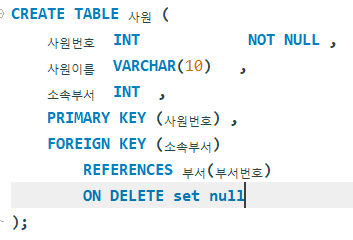 CREATE TABLE 사원 (
사원번호 INT NOT NULL ,
사원이름 VARCHAR(10) ,
소속부서 INT ,
PRIMARY KEY (사원번호) ,
FOREIGN KEY (소속부서)
REFERENCES 부서(부서번호)
ON DELETE set null
);